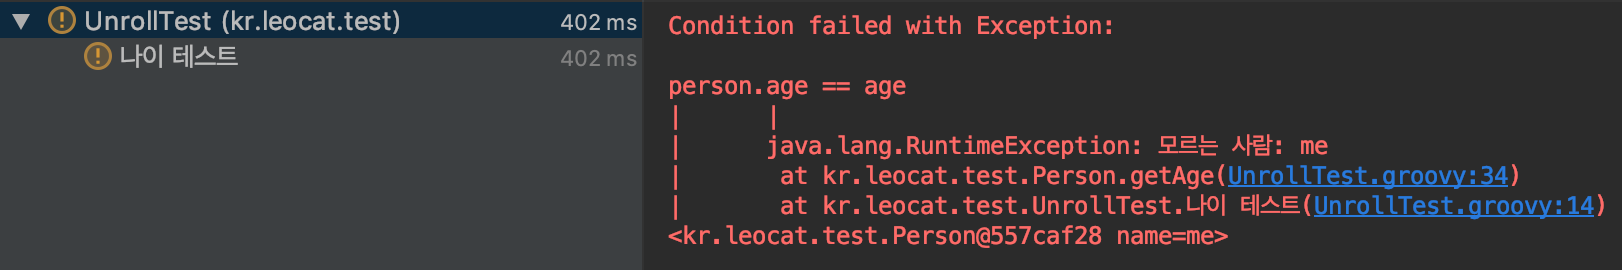 UnrollTest (kr.leocat.test) 402 ms
나이 테스트 402 ms
Condition failed with Exception:
person.age == age
|      |
|      java.lang.RuntimeException: 모르는 사람: me
|       at kr.leocat.test.Person.getAge(UnrollTest.groovy:34)
|       at kr.leocat.test.UnrollTest.나이 테스트(UnrollTest.groovy:14)
<kr.leocat.test.Person@557caf28 name=me>